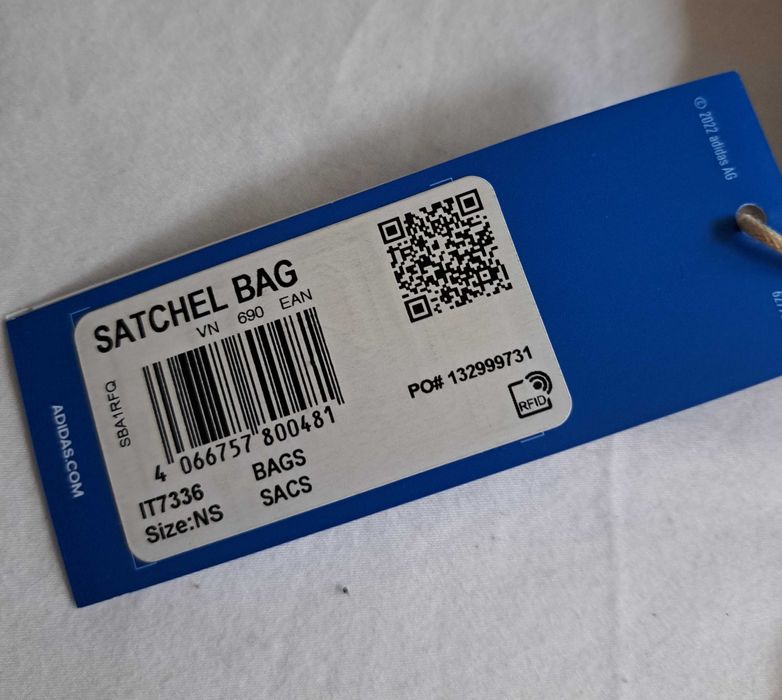 © 2022 adidas AG
SATCHEL BAG
VN 690 EAN
SBA1RFQ
4 066757 800481
PO# 132999731
RFID
IT7336 BAGS
Size:NS SACS
ADIDAS.COM